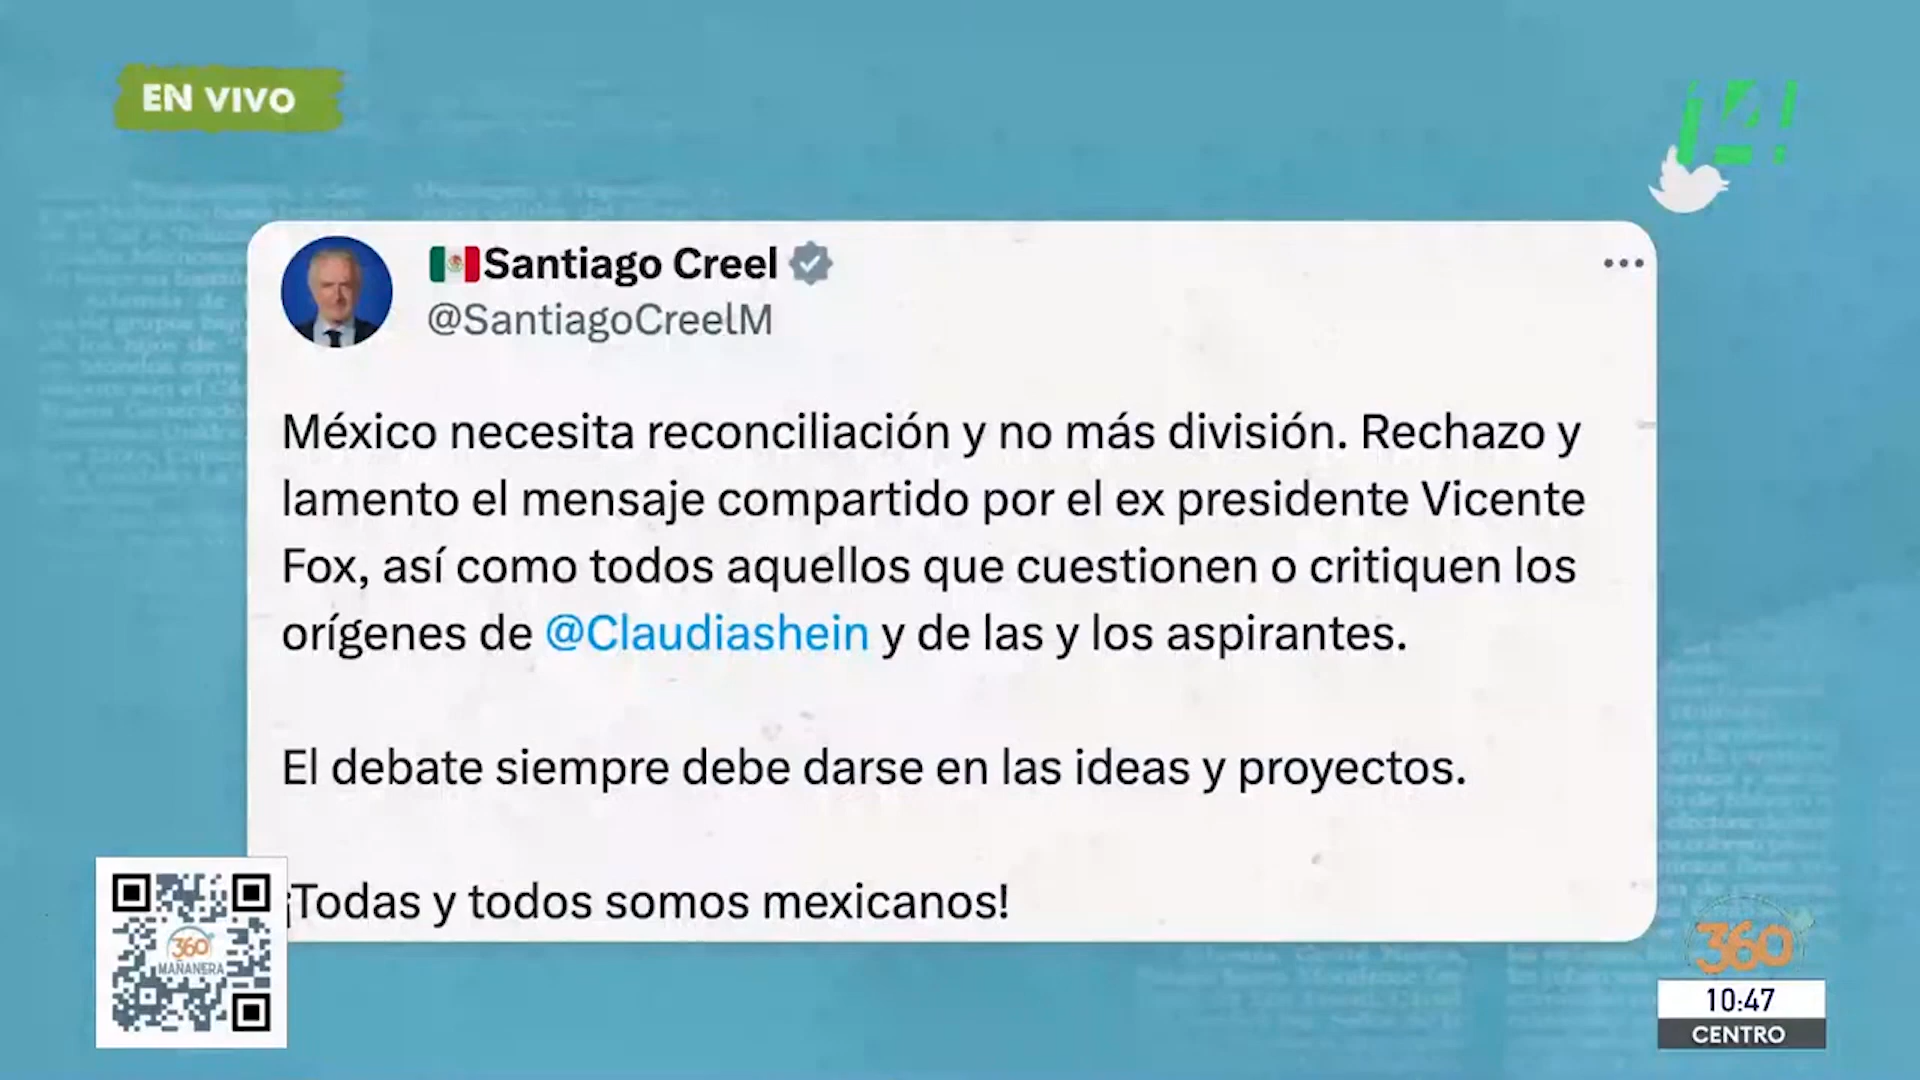 EN VIVO
14!
Santiago Creel
@SantiagoCreelM
México necesita reconciliación y no más división. Rechazo y
lamento el mensaje compartido por el ex presidente Vicente
Fox, así como todos aquellos que cuestionen o critiquen los
orígenes de @Claudiashein y de las y los aspirantes.
El debate siempre debe darse en las ideas y proyectos.
¡Todas y todos somos mexicanos!
360
MAÑANERA
360
10:47
CENTRO